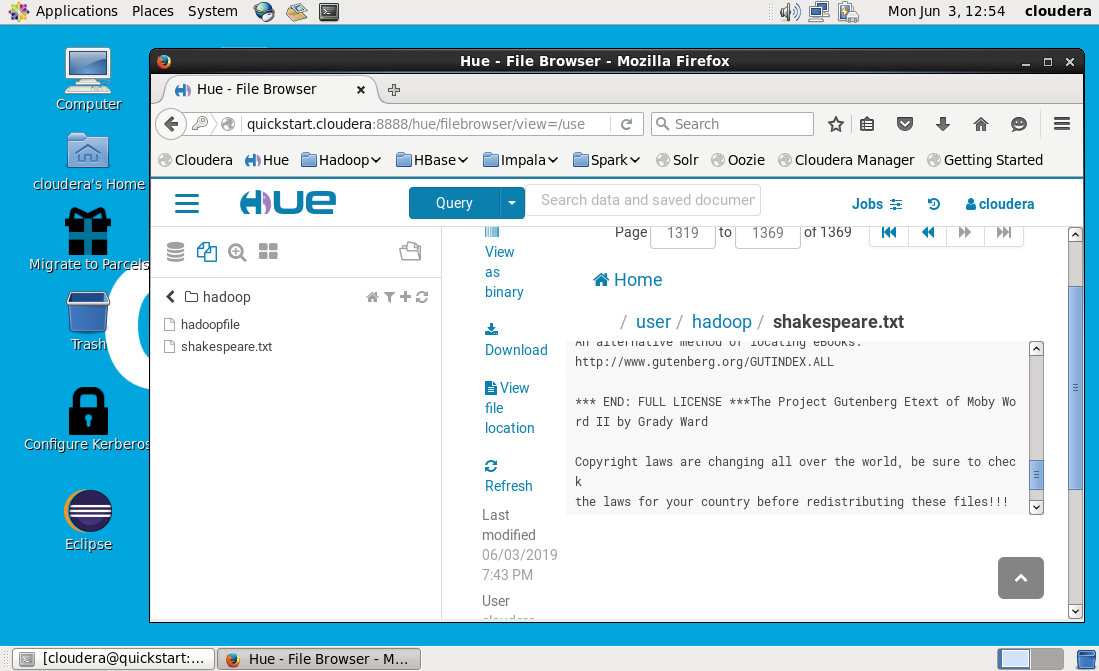 Applications Places System Mon Jun 3, 12:54 cloudera
Computer
cloudera's Home
Migrate to Parcels
Trash
Configure Kerberos
Eclipse
Hue - File Browser - Mozilla Firefox
Hue - File Browser
quickstart.cloudera:8888/hue/filebrowser/view=/use Search
Cloudera Hue Hadoop HBase Impala Spark Solr Oozie Cloudera Manager Getting Started
HUE Query Search data and saved documen Jobs cloudera
hadoop
hadoopfile
shakespeare.txt
View
as
binary
Download
View
file
location
Refresh
Last
modified
06/03/2019
7:43 PM
User
cloudera
Page 1319 to 1369 of 1369
Home
/ user / hadoop / shakespeare.txt
An alternative method of locating eBooks:
http://www.gutenberg.org/GUTINDEX.ALL
*** END: FULL LICENSE ***The Project Gutenberg Etext of Moby Wo
rd II by Grady Ward
Copyright laws are changing all over the world, be sure to chec
k
the laws for your country before redistributing these files!!!
[cloudera@quickstart:... Hue - File Browser - M...